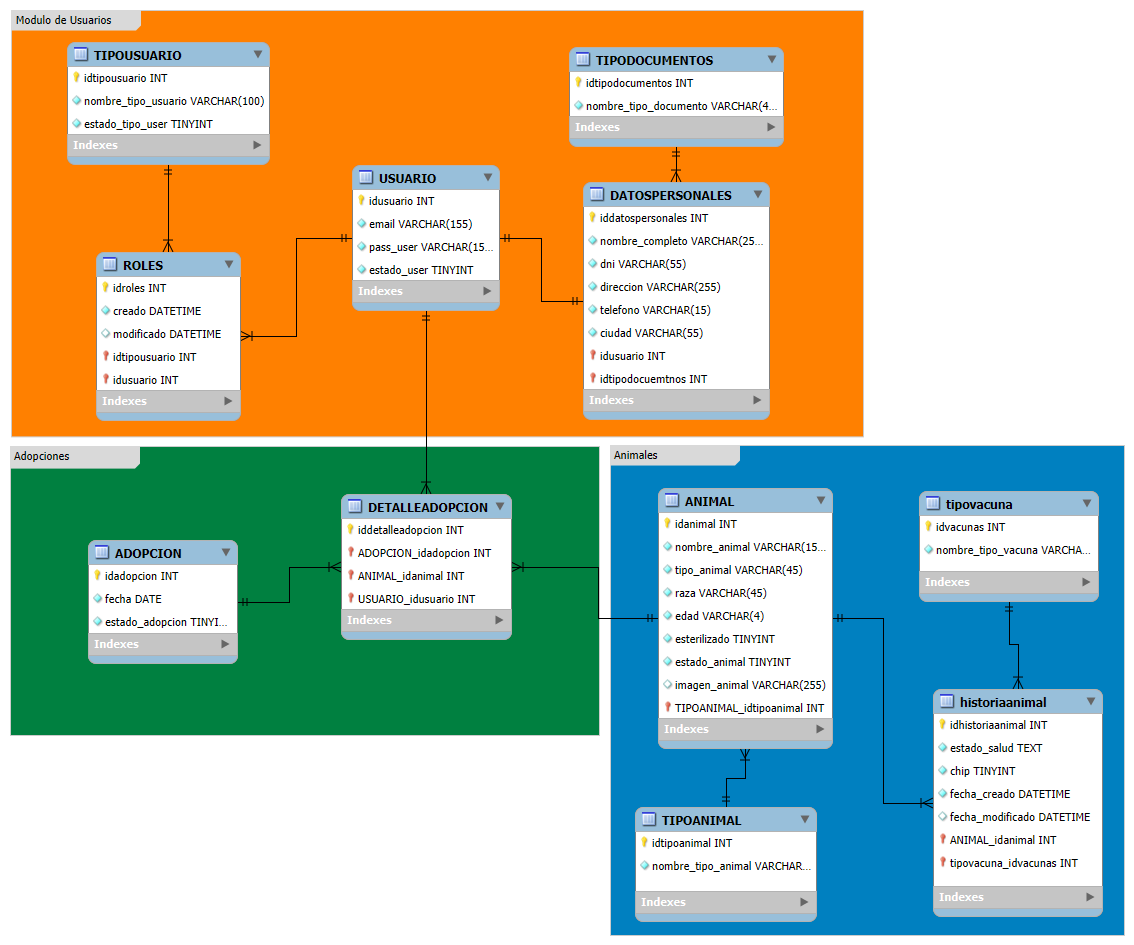 Modulo de Usuarios
TIPOUSUARIO
idtipousuario INT
nombre_tipo_usuario VARCHAR(100)
estado_tipo_user TINYINT
Indexes
TIPODOCUMENTOS
idtipodocumentos INT
nombre_tipo_documento VARCHAR(4...
Indexes
USUARIO
idusuario INT
email VARCHAR(155)
pass_user VARCHAR(15...
estado_user TINYINT
Indexes
DATOSPERSONALES
iddatospersonales INT
nombre_completo VARCHAR(25...
dni VARCHAR(55)
direccion VARCHAR(255)
telefono VARCHAR(15)
ciudad VARCHAR(55)
idusuario INT
idtipodocuemtnos INT
Indexes
ROLES
idroles INT
creado DATETIME
modificado DATETIME
idtipousuario INT
idusuario INT
Indexes
Adopciones
ADOPCION
idadopcion INT
fecha DATE
estado_adopcion TINYI...
Indexes
DETALLEADOPCION
iddetalleadopcion INT
ADOPCION_idadopcion INT
ANIMAL_idanimal INT
USUARIO_idusuario INT
Indexes
Animales
ANIMAL
idanimal INT
nombre_animal VARCHAR(15...
tipo_animal VARCHAR(45)
raza VARCHAR(45)
edad VARCHAR(4)
esterilizado TINYINT
estado_animal TINYINT
imagen_animal VARCHAR(255)
TIPOANIMAL_idtipoanimal INT
Indexes
tipovacuna
idvacunas INT
nombre_tipo_vacuna VARCHA...
Indexes
historiaanimal
idhistoriaanimal INT
estado_salud TEXT
chip TINYINT
fecha_creado DATETIME
fecha_modificado DATETIME
ANIMAL_idanimal INT
tipovacuna_idvacunas INT
Indexes
TIPOANIMAL
idtipoanimal INT
nombre_tipo_animal VARCHAR...
Indexes